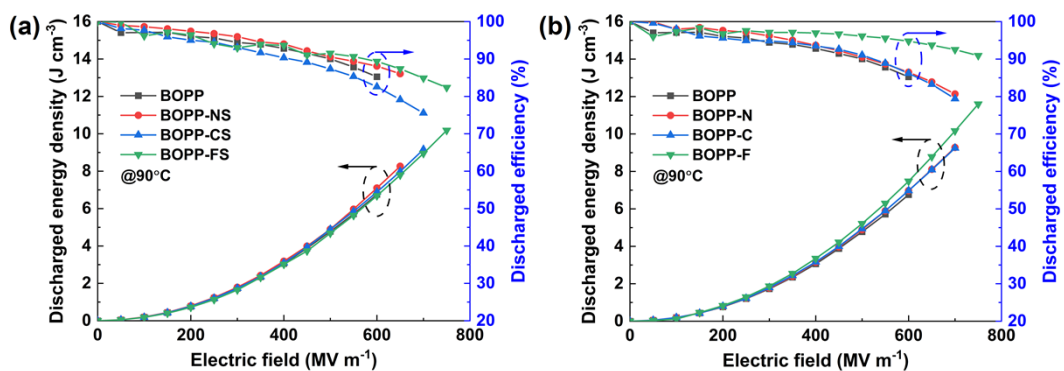 (a)
Discharged energy density (J cm⁻³)
16
14
12
10
8
6
4
2
0
BOPP
BOPP-NS
BOPP-CS
BOPP-FS
@90°C
100
90
80
70
60
50
40
30
20
Discharged efficiency (%)
0 200 400 600 800
Electric field (MV m⁻¹)
(b)
Discharged energy density (J cm⁻³)
16
14
12
10
8
6
4
2
0
BOPP
BOPP-N
BOPP-C
BOPP-F
@90°C
100
90
80
70
60
50
40
30
20
Discharged efficiency (%)
0 200 400 600 800
Electric field (MV m⁻¹)